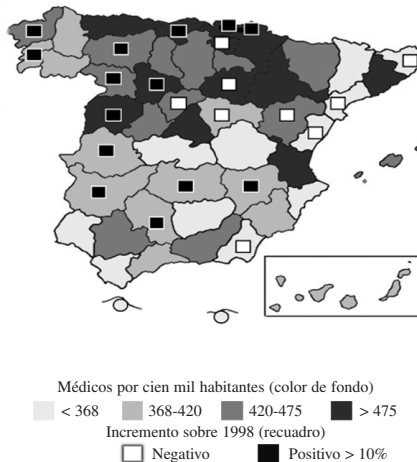 Médicos por cien mil habitantes (color de fondo)
< 368 368-420 420-475 > 475
Incremento sobre 1998 (recuadro)
Negativo Positivo > 10%